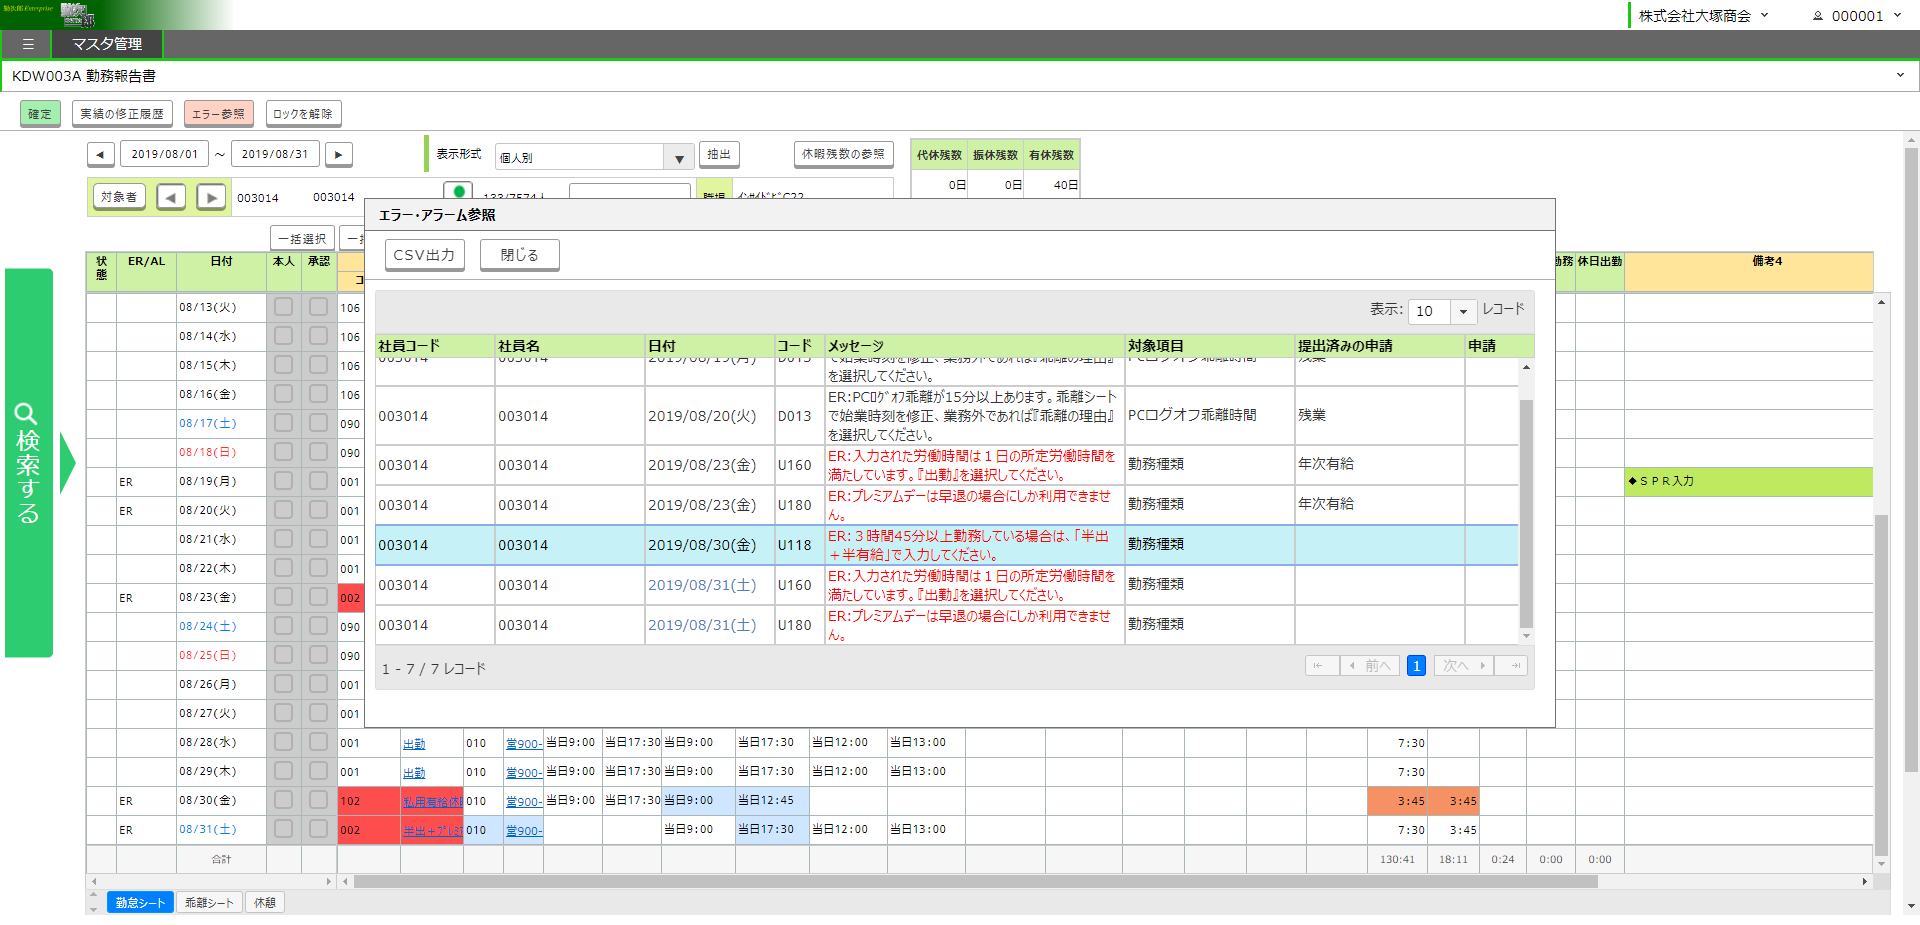 勤次郎Enterprise
株式会社大塚商会
000001
マスタ管理
KDW003A 勤務報告書
確定
実績の修正履歴
エラー参照
ロックを解除
2019/08/01 ～ 2019/08/31
表示形式
個人別
抽出
休暇残数の参照
代休残数 振休残数 有休残数
0日 0日 40日
対象者
003014
003014
一括選択
エラー・アラーム参照
CSV出力
閉じる
表示: 10 レコード
社員コード 社員名 日付 コード メッセージ 対象項目 提出済みの申請 申請
003014 003014 2019/08/19(月) D013 で始業時刻を修正、業務外であれば『乖離の理由』
を選択してください。
PCログオフ乖離時間 残業
003014 003014 2019/08/20(火) D013 ER:PCﾛｸﾞｵﾌ乖離が15分以上あります。乖離シート
で始業時刻を修正、業務外であれば『乖離の理由』
を選択してください。
PCログオフ乖離時間 残業
003014 003014 2019/08/23(金) U160 ER:入力された労働時間は１日の所定労働時間を
満たしています。『出勤』を選択してください。
勤務種類 年次有給
003014 003014 2019/08/23(金) U180 ER:プレミアムデーは早退の場合にしか利用できませ
ん。
勤務種類 年次有給
003014 003014 2019/08/30(金) U118 ER:３時間45分以上勤務している場合は、「半出
＋半有給」で入力してください。
勤務種類
003014 003014 2019/08/31(土) U160 ER:入力された労働時間は１日の所定労働時間を
満たしています。『出勤』を選択してください。
勤務種類
003014 003014 2019/08/31(土) U180 ER:プレミアムデーは早退の場合にしか利用できませ
ん。
勤務種類
1 - 7 / 7 レコード
前へ 1 次へ
検索する
状態 ER/AL 日付 本人 承認
休日出勤 備考4
08/13(火) 106
08/14(水) 106
08/15(木) 106
08/16(金) 106
08/17(土) 090
08/18(日) 090
ER 08/19(月) 001 ◆ＳＰＲ入力
ER 08/20(火) 001
08/21(水) 001
08/22(木) 001
ER 08/23(金) 002
08/24(土) 090
08/25(日) 090
08/26(月) 001
08/27(火) 001
08/28(水) 001 出勤 010 営900- 当日9:00 当日17:30 当日9:00 当日17:30 当日12:00 当日13:00 7:30
08/29(木) 001 出勤 010 営900- 当日9:00 当日17:30 当日9:00 当日17:30 当日12:00 当日13:00 7:30
ER 08/30(金) 102 私用有給休 010 営900- 当日9:00 当日17:30 当日9:00 当日12:45 3:45 3:45
ER 08/31(土) 002 半出＋ﾌﾟﾚﾐ 010 営900- 当日9:00 当日17:30 当日12:00 当日13:00 7:30 3:45
合計 130:41 18:11 0:24 0:00 0:00
勤怠シート
乖離シート
休憩